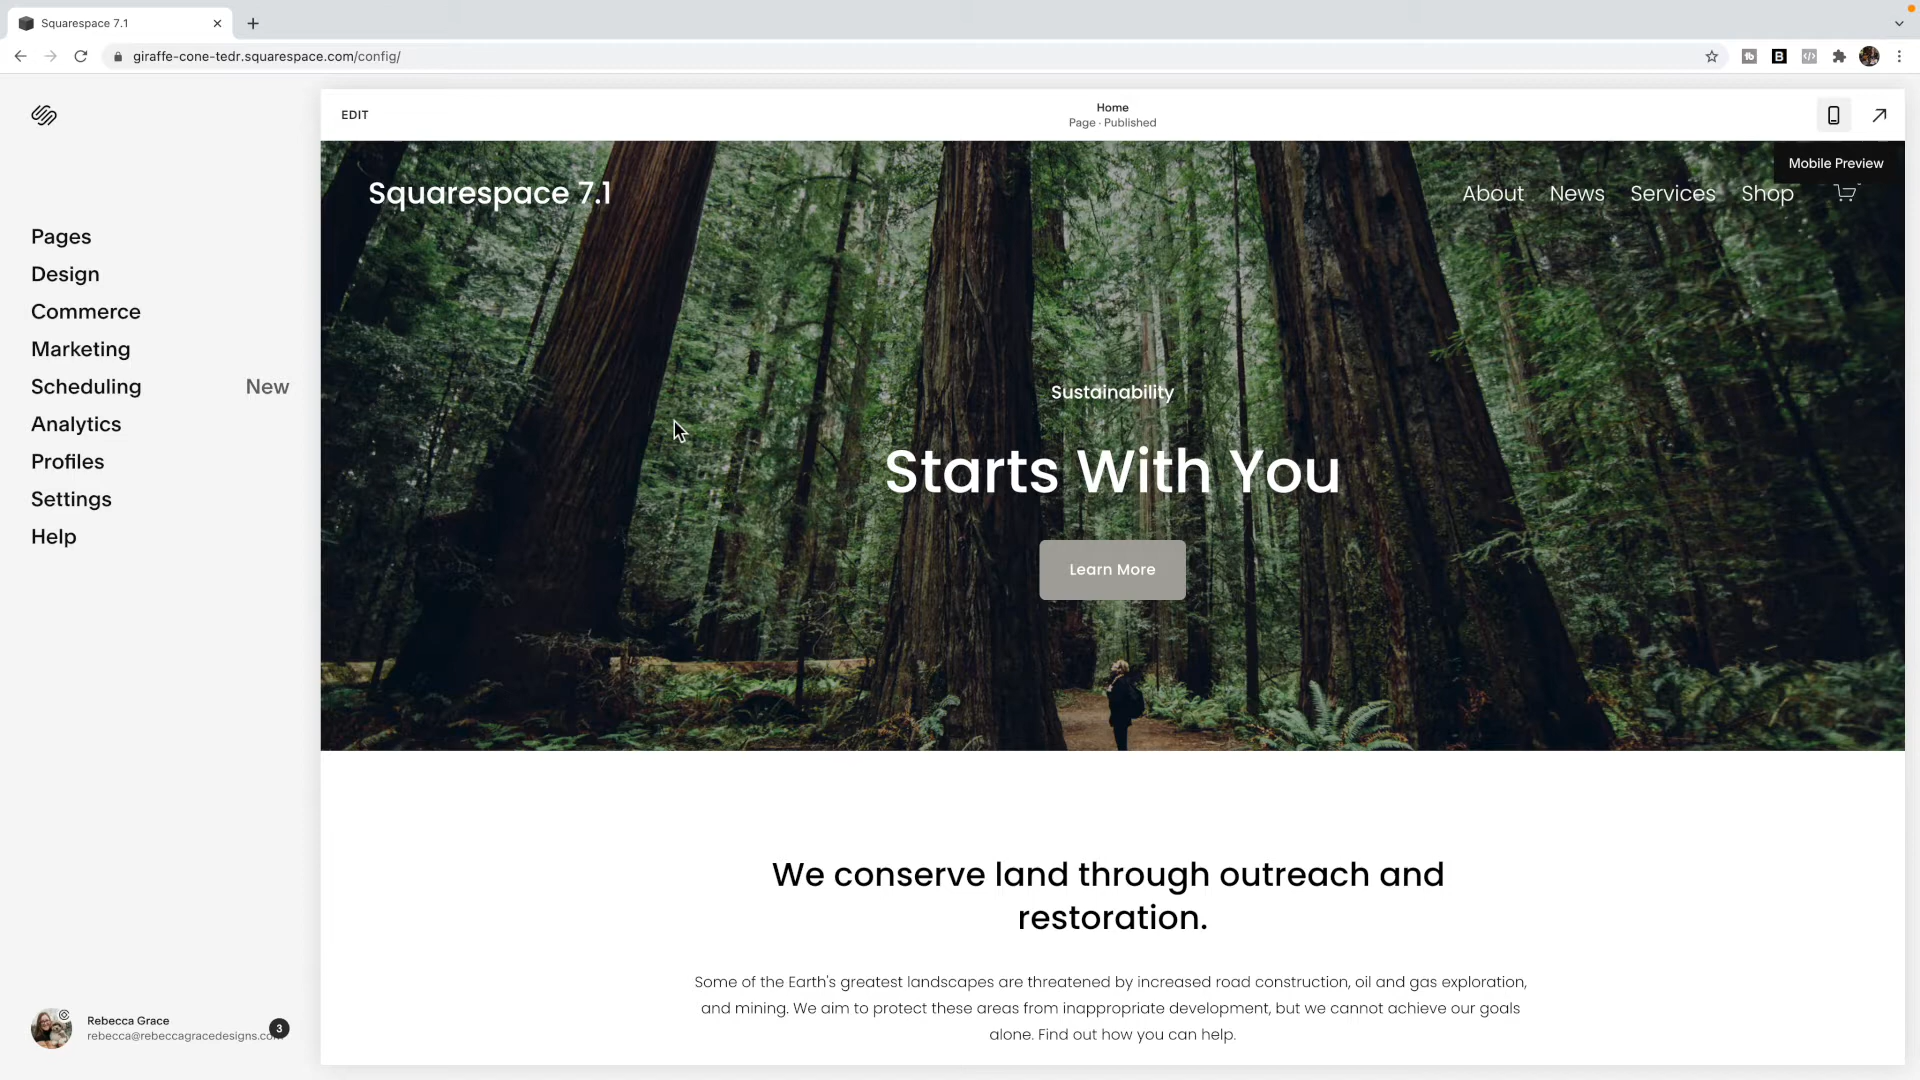 Squarespace 7.1
giraffe-cone-tedr.squarespace.com/config/
EDIT
Home
Page · Published
Mobile Preview
Squarespace 7.1
About News Services Shop
Pages
Design
Commerce
Marketing
Scheduling New
Analytics
Profiles
Settings
Help
Sustainability
Starts With You
Learn More
We conserve land through outreach and
restoration.
Some of the Earth's greatest landscapes are threatened by increased road construction, oil and gas exploration,
and mining. We aim to protect these areas from inappropriate development, but we cannot achieve our goals
alone. Find out how you can help.
Rebecca Grace
rebecca@rebeccagracedesigns.co
3